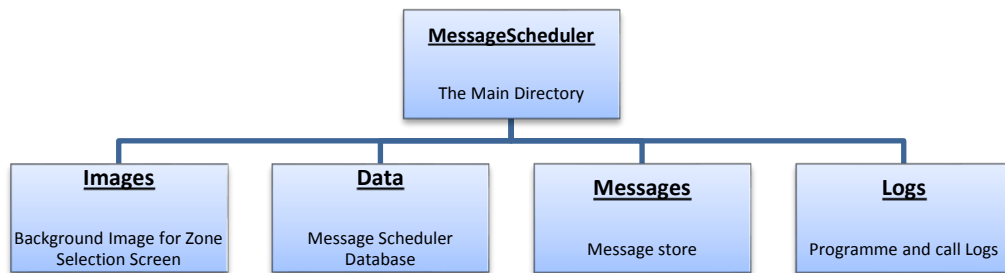 MessageScheduler
The Main Directory
Images
Background Image for Zone
Selection Screen
Data
Message Scheduler
Database
Messages
Message store
Logs
Programme and call Logs